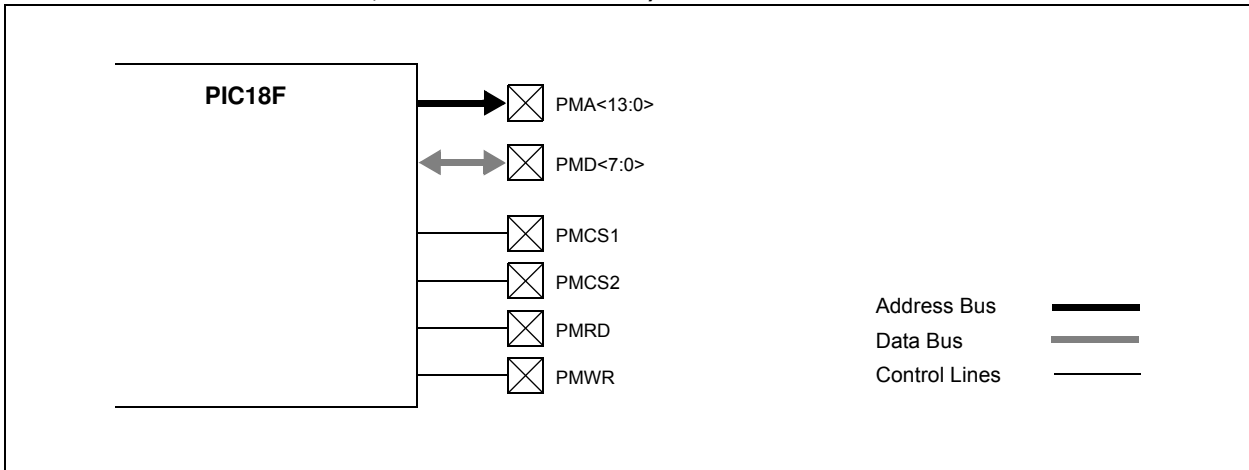 PIC18F
PMA<13:0>
PMD<7:0>
PMCS1
PMCS2
PMRD
PMWR
Address Bus
Data Bus
Control Lines